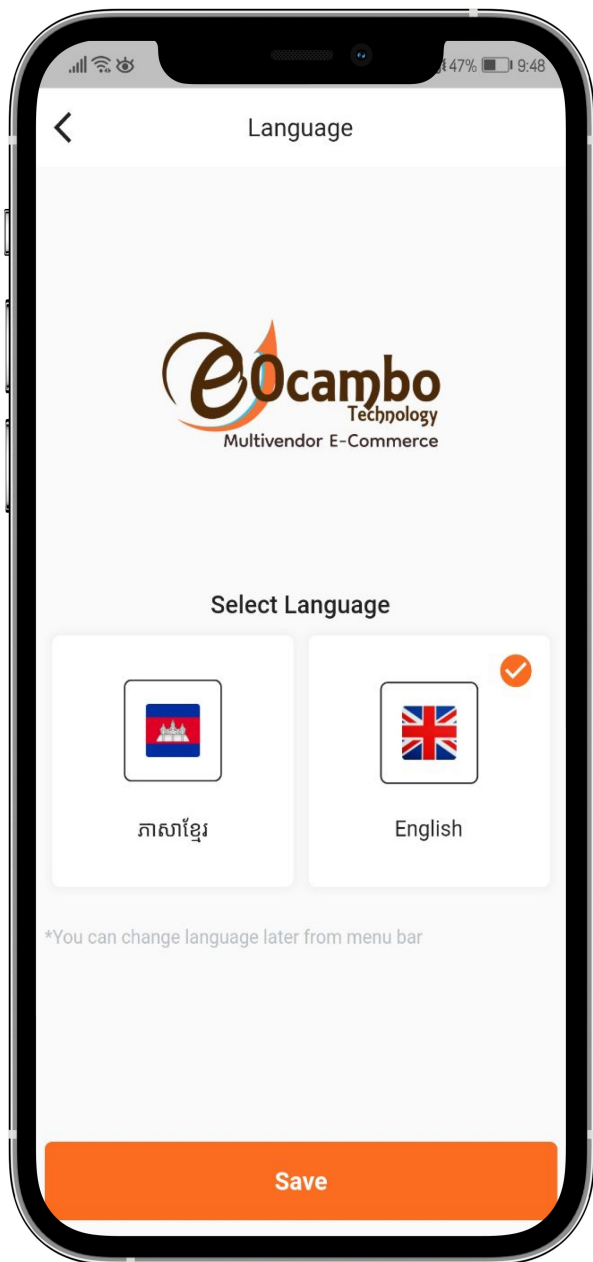 47% 9:48
Language
eOcambo
Technology
Multivendor E-Commerce
Select Language
ភាសាខ្មែរ
English
*You can change language later from menu bar
Save